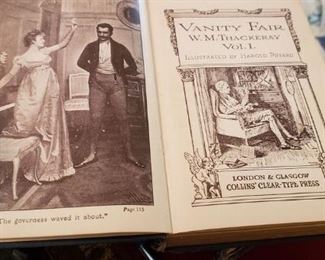 Page 115
"The governess waved it about."
VANITY FAIR
W. M. THACKERAY
VOL. I.
ILLUSTRATED BY HAROLD PIFFARD
LONDON & GLASGOW
COLLINS' CLEAR-TYPE PRESS